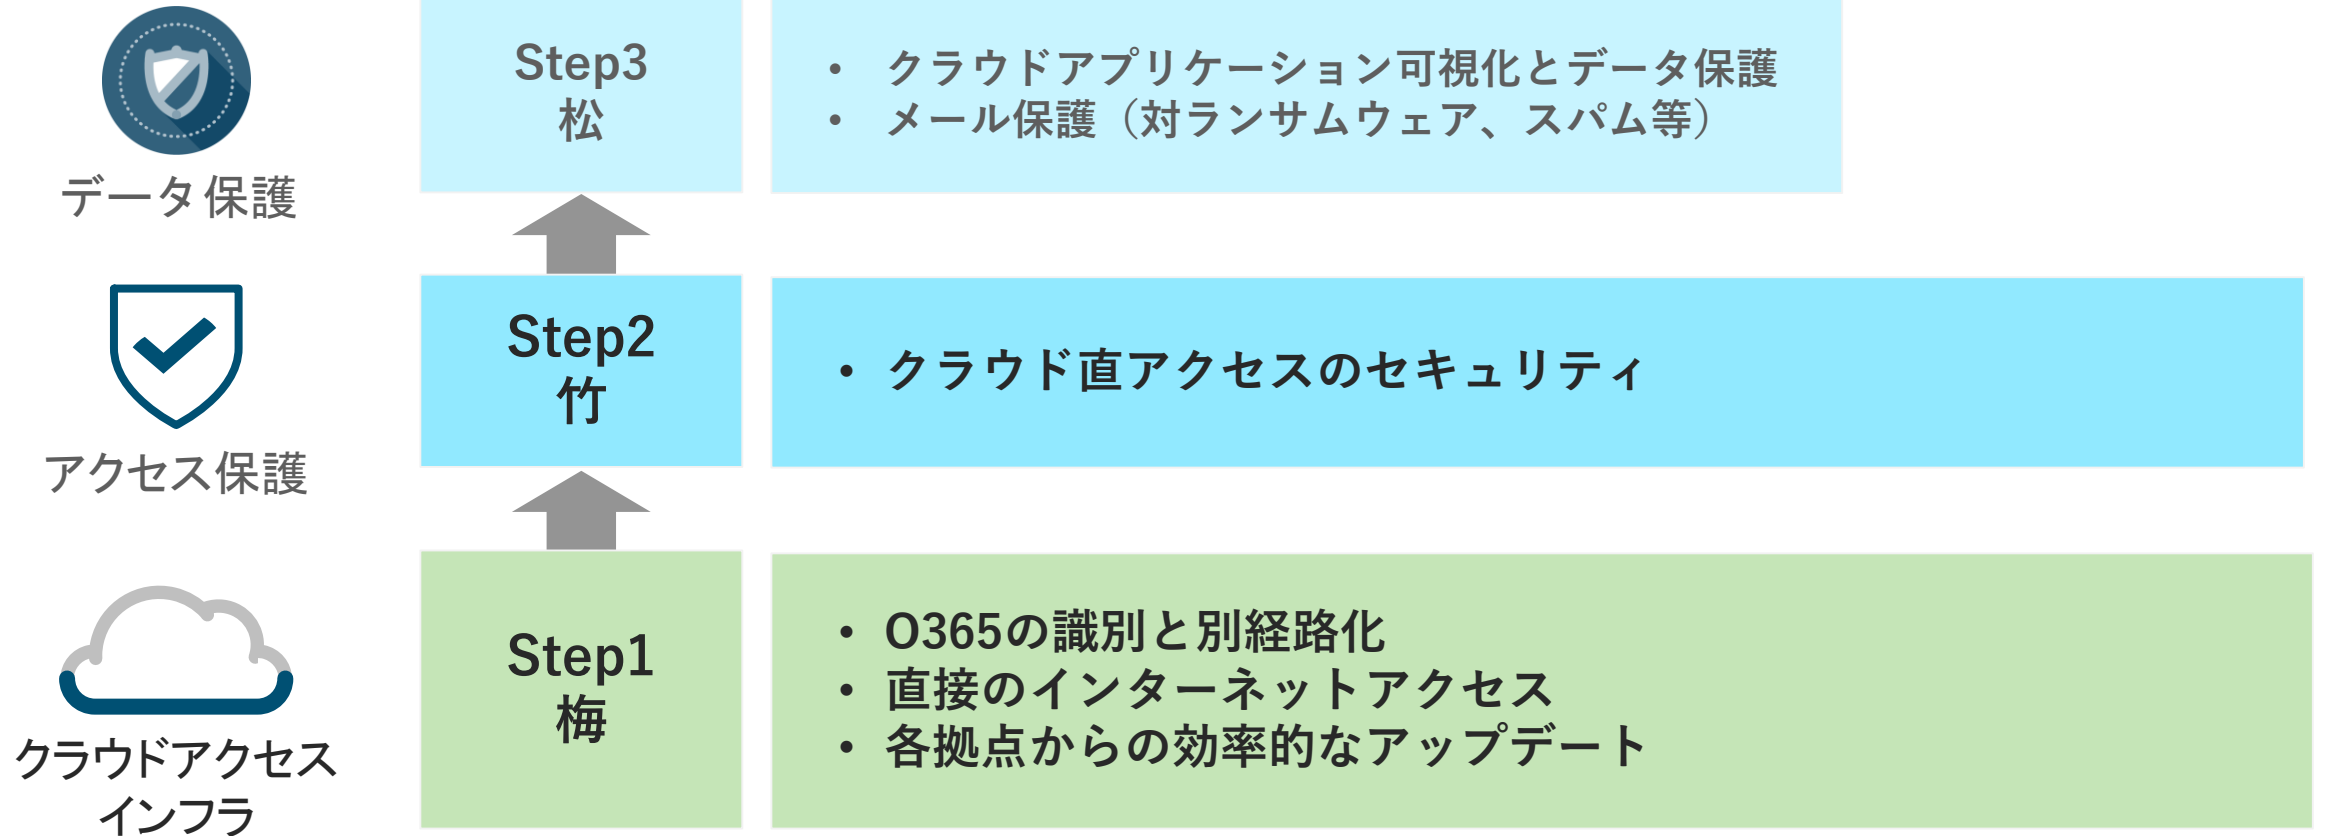 データ保護
Step3
松
• クラウドアプリケーション可視化とデータ保護
• メール保護（対ランサムウェア、スパム等）
アクセス保護
Step2
竹
• クラウド直アクセスのセキュリティ
クラウドアクセス
インフラ
Step1
梅
• O365の識別と別経路化
• 直接のインターネットアクセス
• 各拠点からの効率的なアップデート